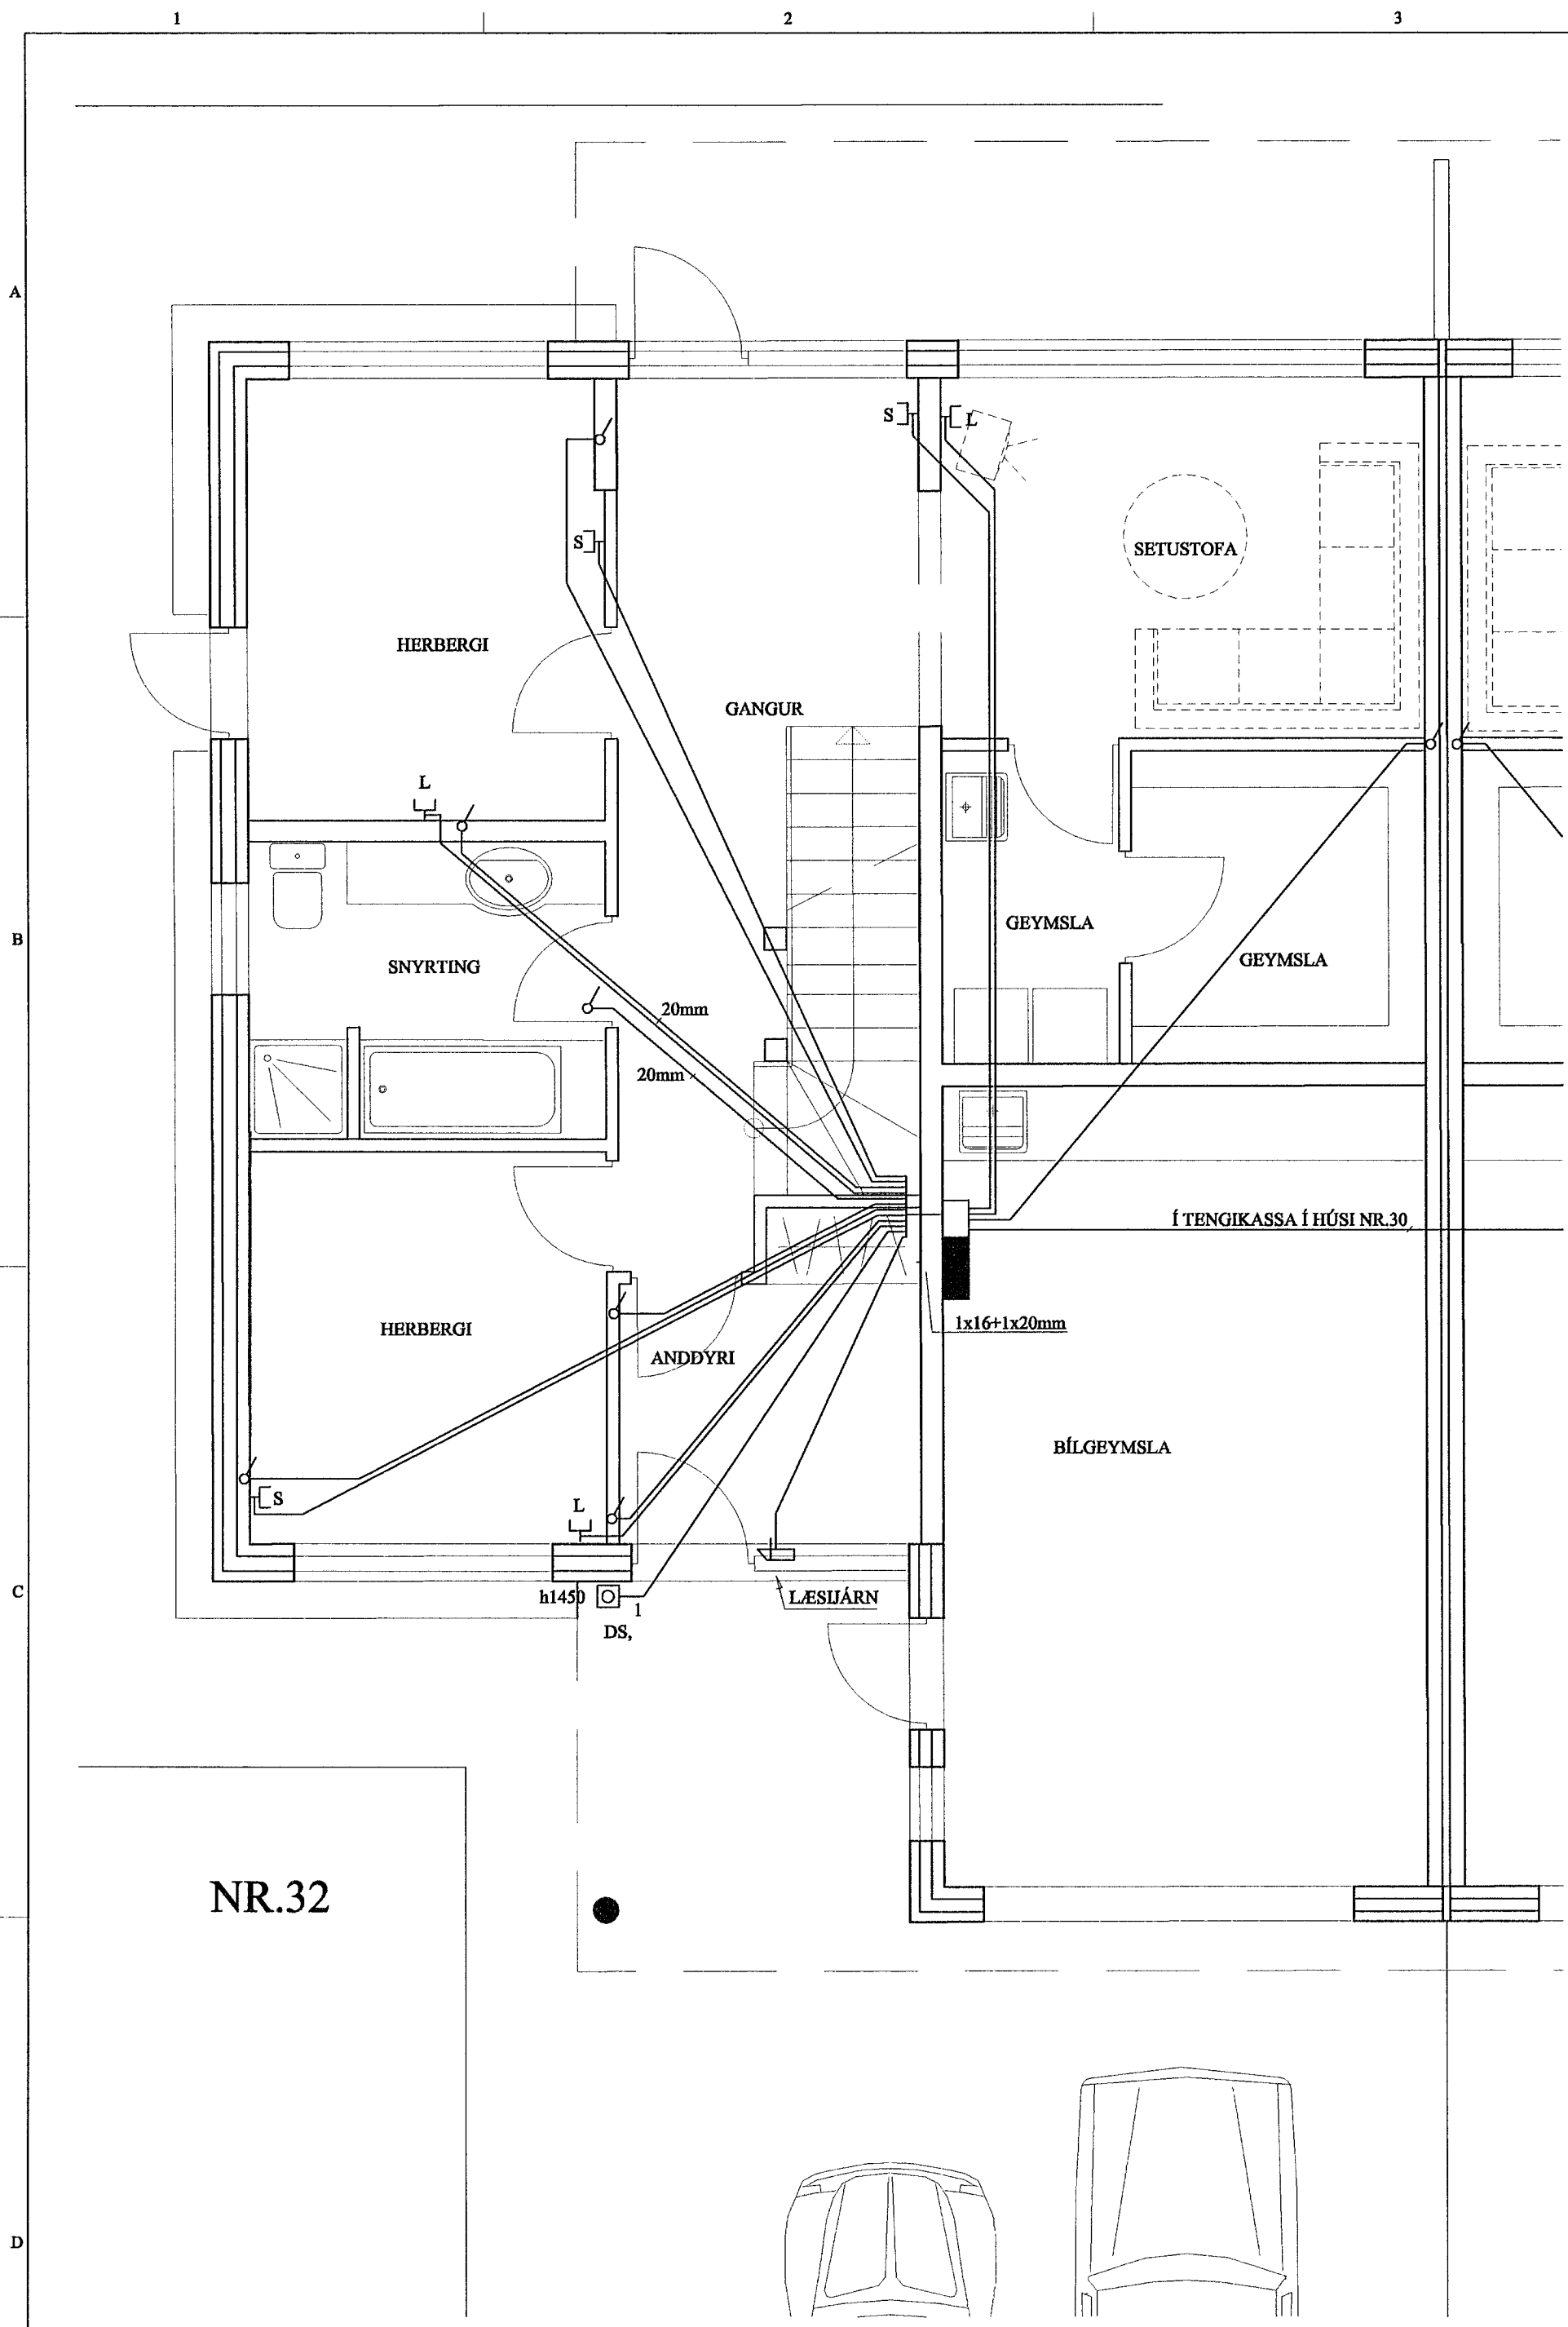 1 2 3
A
S L
SETUSTOFA
S
HERBERGI
GANGUR
L
GEYMSLA
B
SNYRTING
GEYMSLA
20mm
20mm
Í TENGIKASSA Í HÚSI NR.30
1x16+1x20mm
HERBERGI
ANDDYRI
BÍLGEYMSLA
S
L
C
h1450
1
LÆSIJÁRN
DS,
NR.32
D